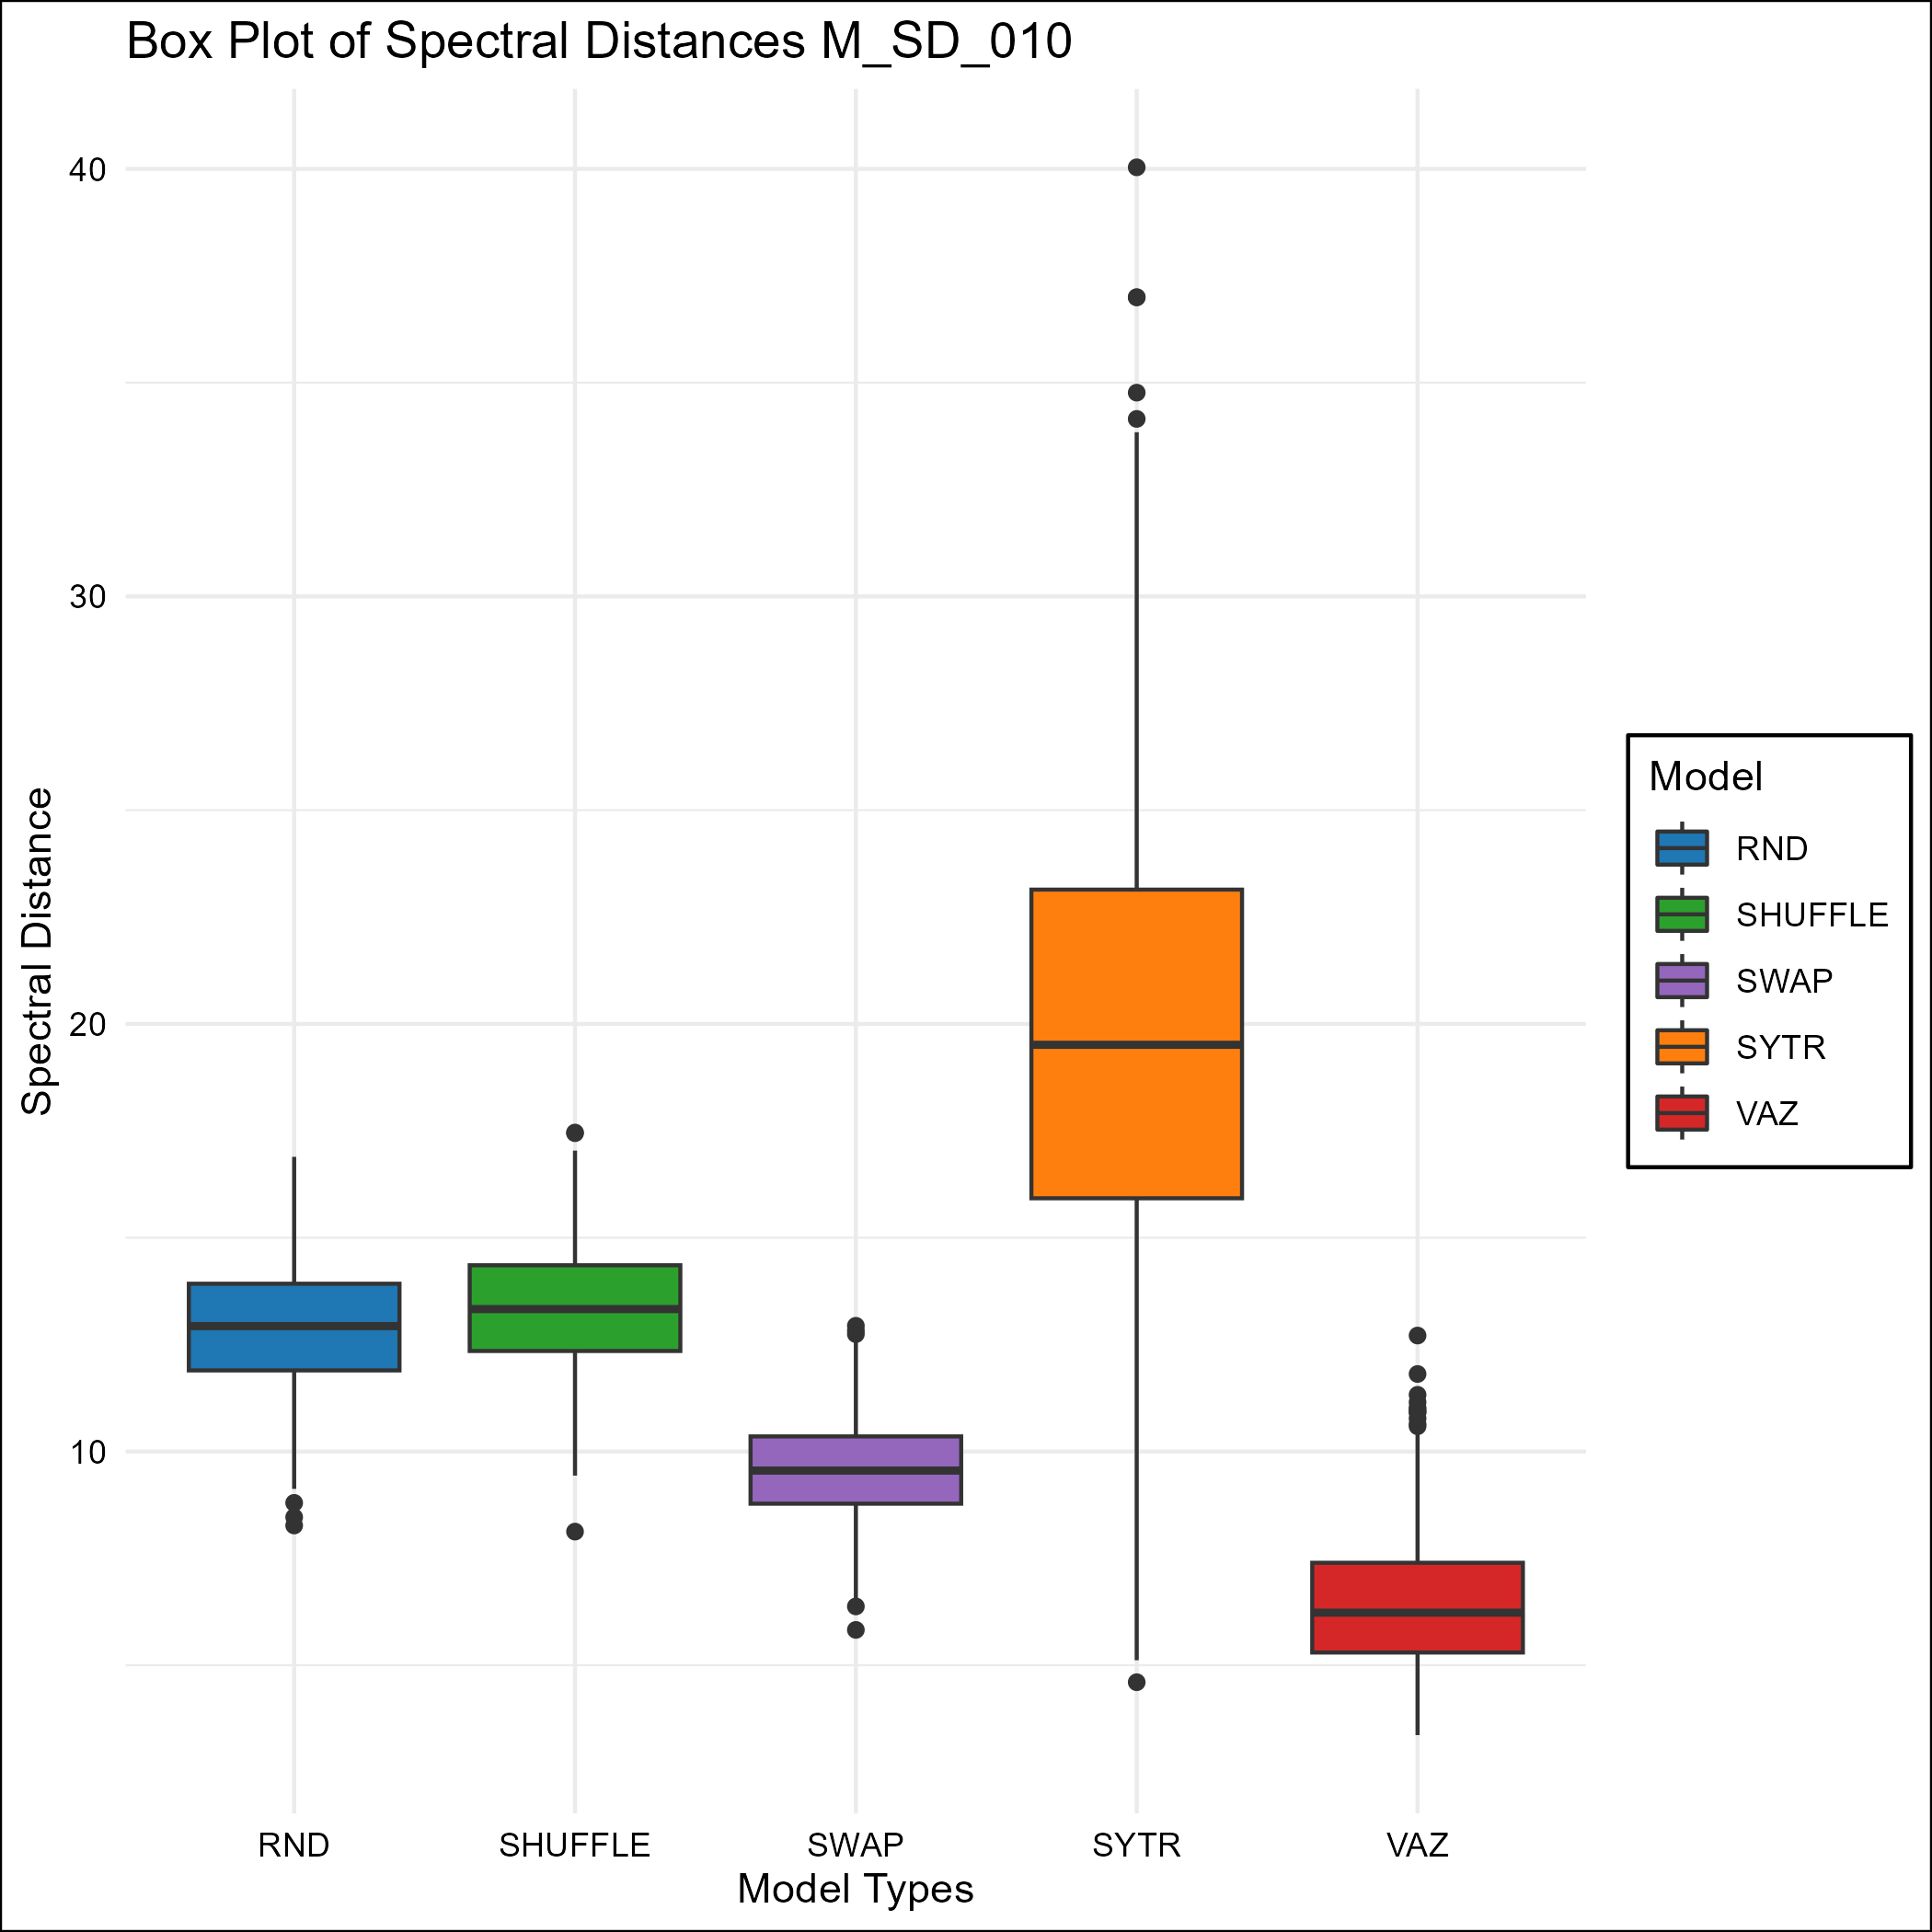 Box Plot of Spectral Distances M_SD_010
40
30
20
10
Spectral Distance
RND
SHUFFLE
SWAP
SYTR
VAZ
Model Types
Model
RND
SHUFFLE
SWAP
SYTR
VAZ